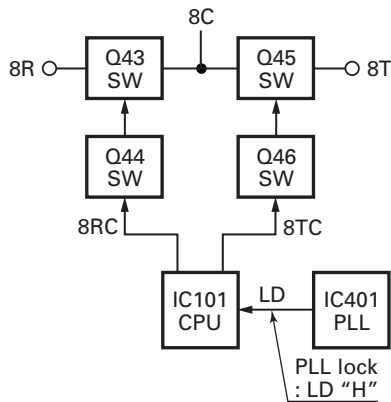 8C
8R
Q43
SW
Q45
SW
8T
Q44
SW
Q46
SW
8RC
8TC
IC101
CPU
LD
IC401
PLL
PLL lock
: LD “H”